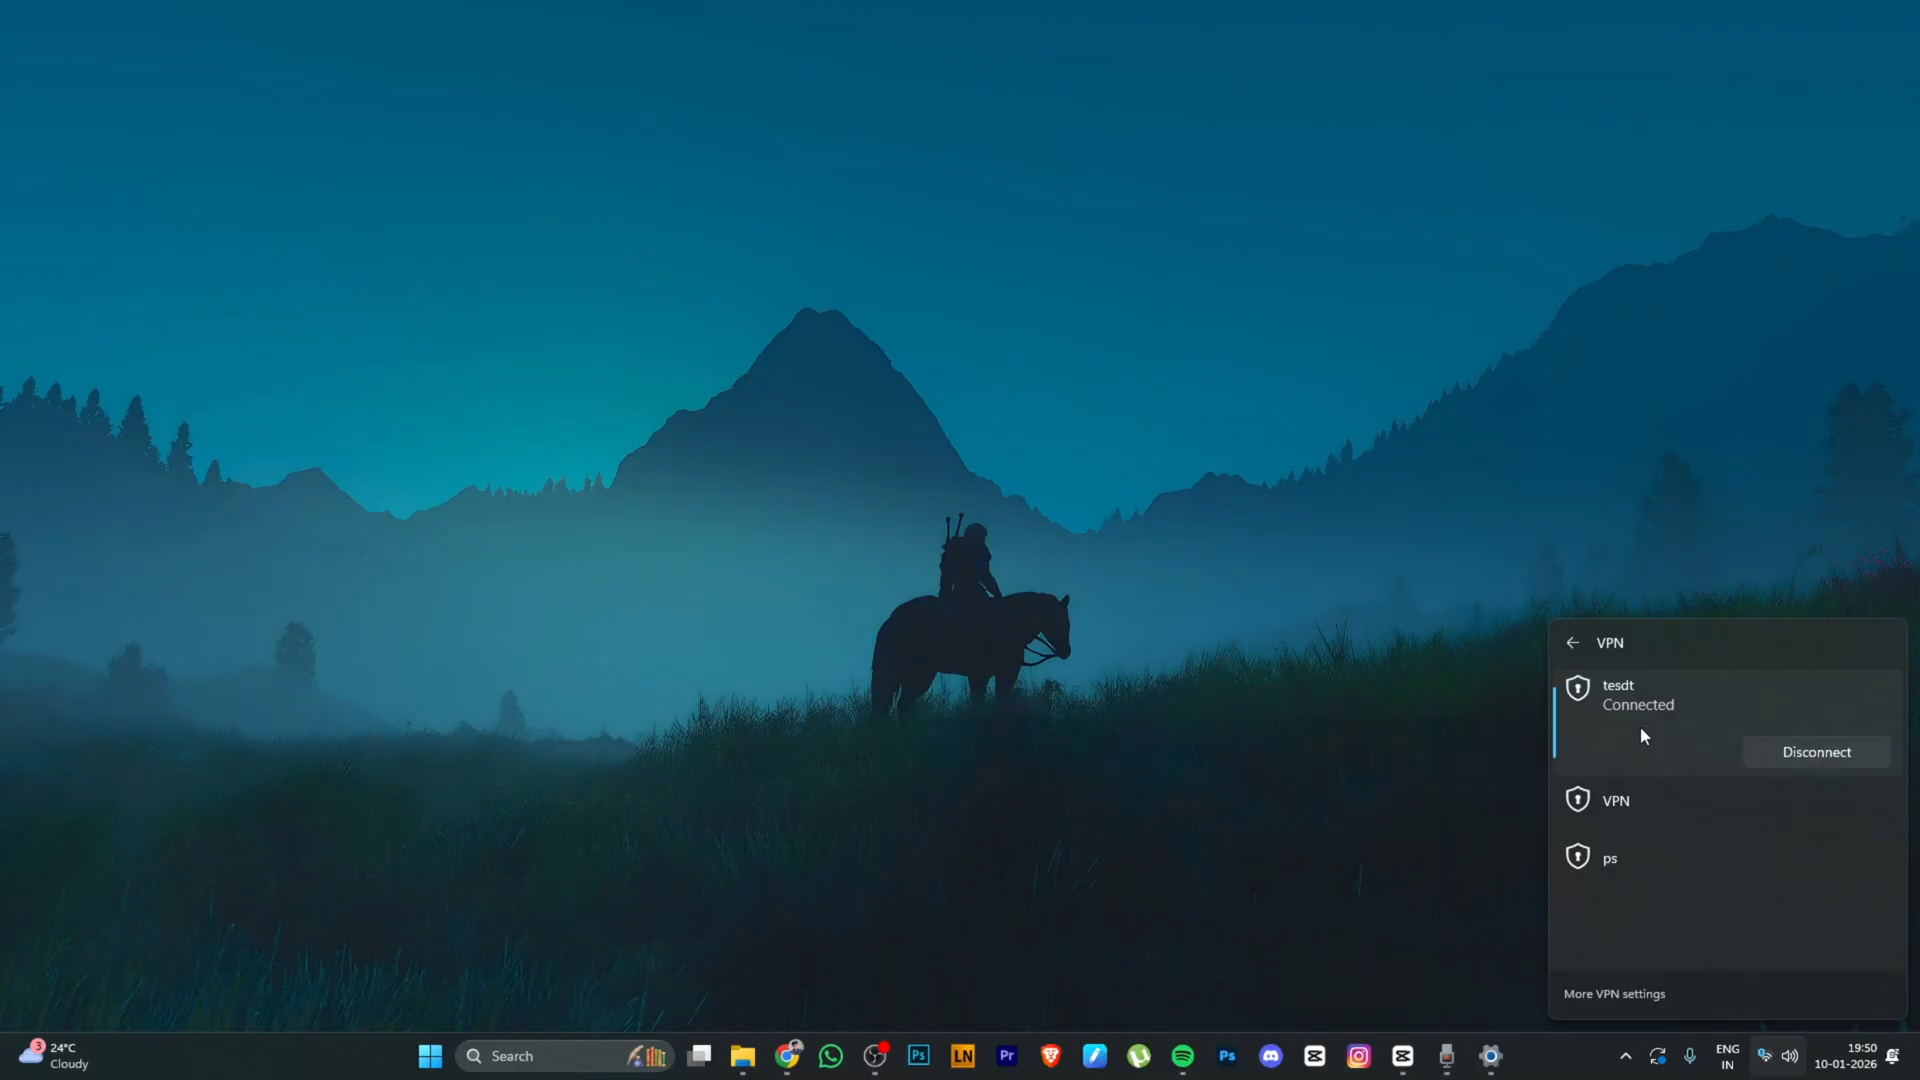 VPN
tesdt
Connected
Disconnect
VPN
ps
More VPN settings
3
24°C
Cloudy
Search
Ps
LN
Pr
Ps
ENG
IN
19:50
10-01-2026